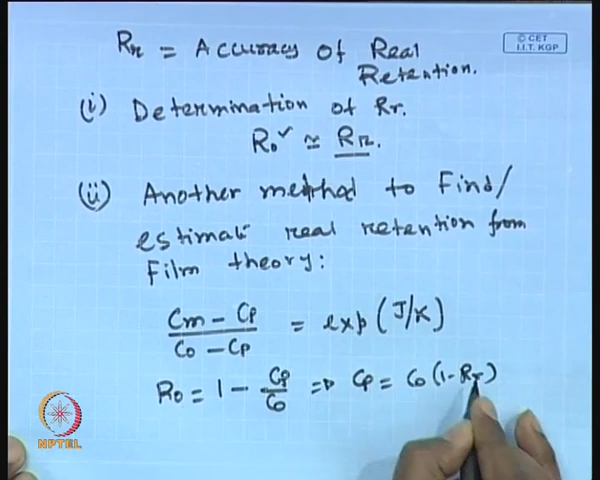 © CET
I.I.T. KGP
Rr = Accuracy of Real
Retention.
(i) Determination of Rr.
Ro ✓ ≃ Rr.
(ii) Another method to Find/
estimate real retention from
Film theory:
Cm - Cp / Co - Cp = exp(J/K)
Ro = 1 - Cp/Co ⇒ Cp = Co (1-Rr)
NPTEL